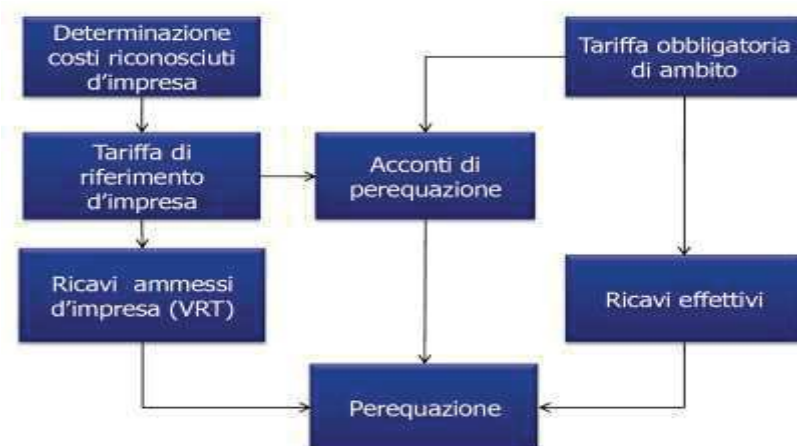 Determinazione
costi riconosciuti
d'impresa
Tariffa obbligatoria
di ambito
Tariffa di
riferimento
d'impresa
Acconti di
perequazione
Ricavi ammessi
d'impresa (VRT)
Ricavi effettivi
Perequazione